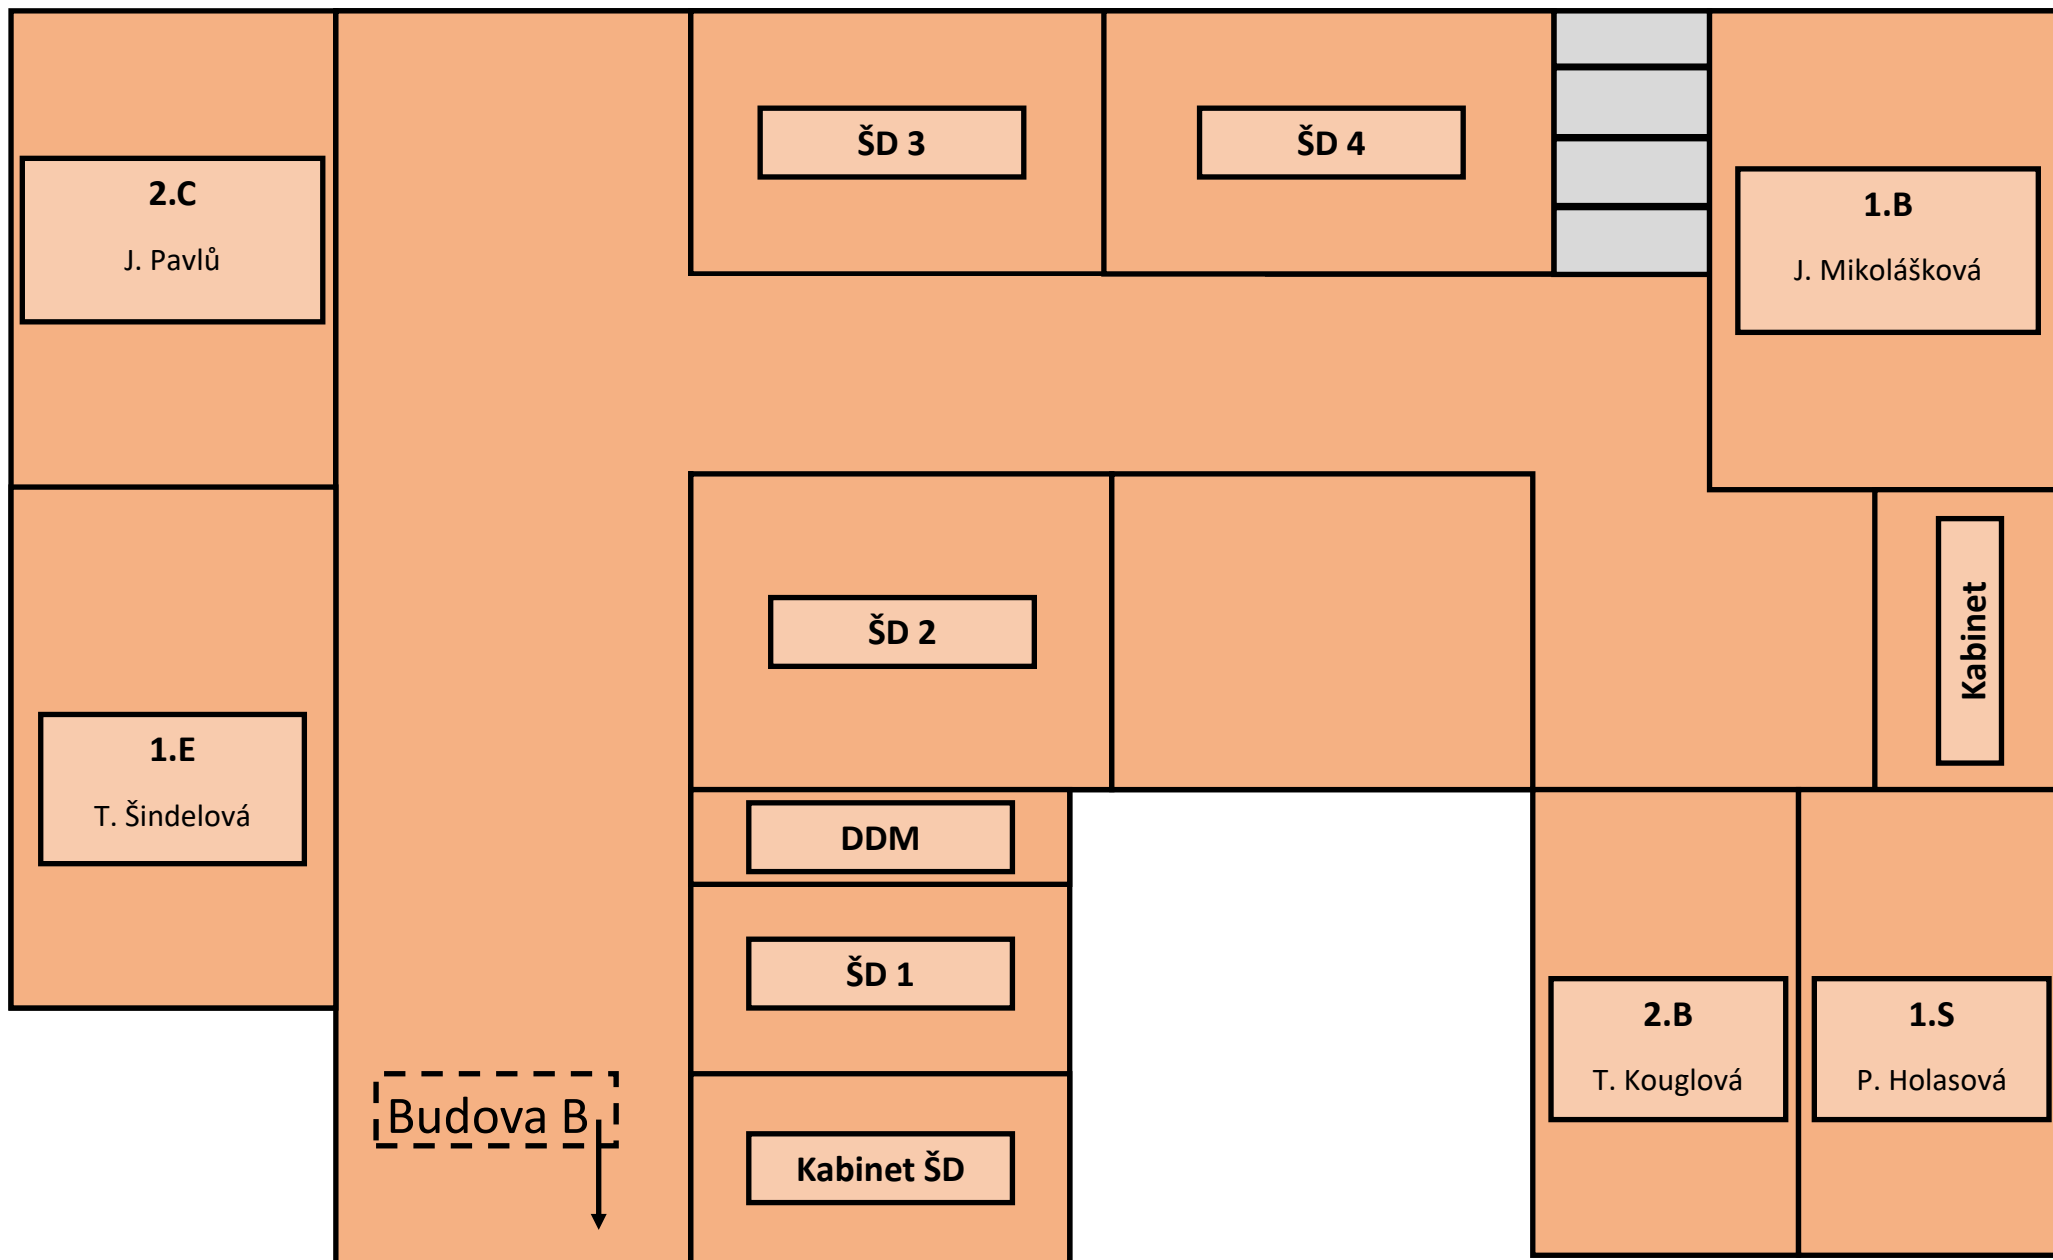 ŠD 3
ŠD 4
2.C
J. Pavlů
1.B
J. Mikolášková
ŠD 2
Kabinet
1.E
T. Šindelová
DDM
ŠD 1
2.B
T. Kouglová
1.S
P. Holasová
Budova B
Kabinet ŠD